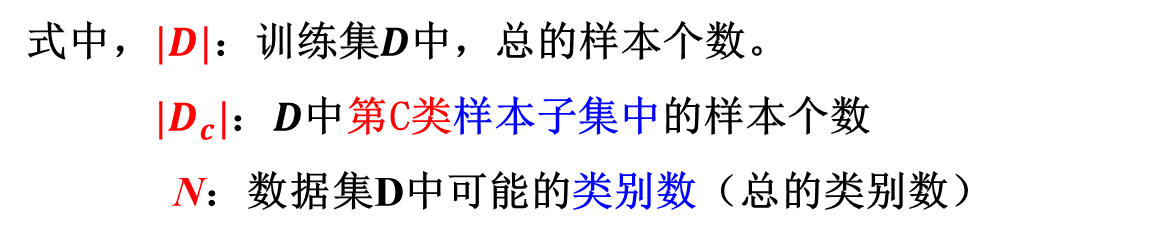 式中，|D|：训练集D中，总的样本个数。
|D_c|：D中第C类样本子集中的样本个数
N：数据集D中可能的类别数（总的类别数）